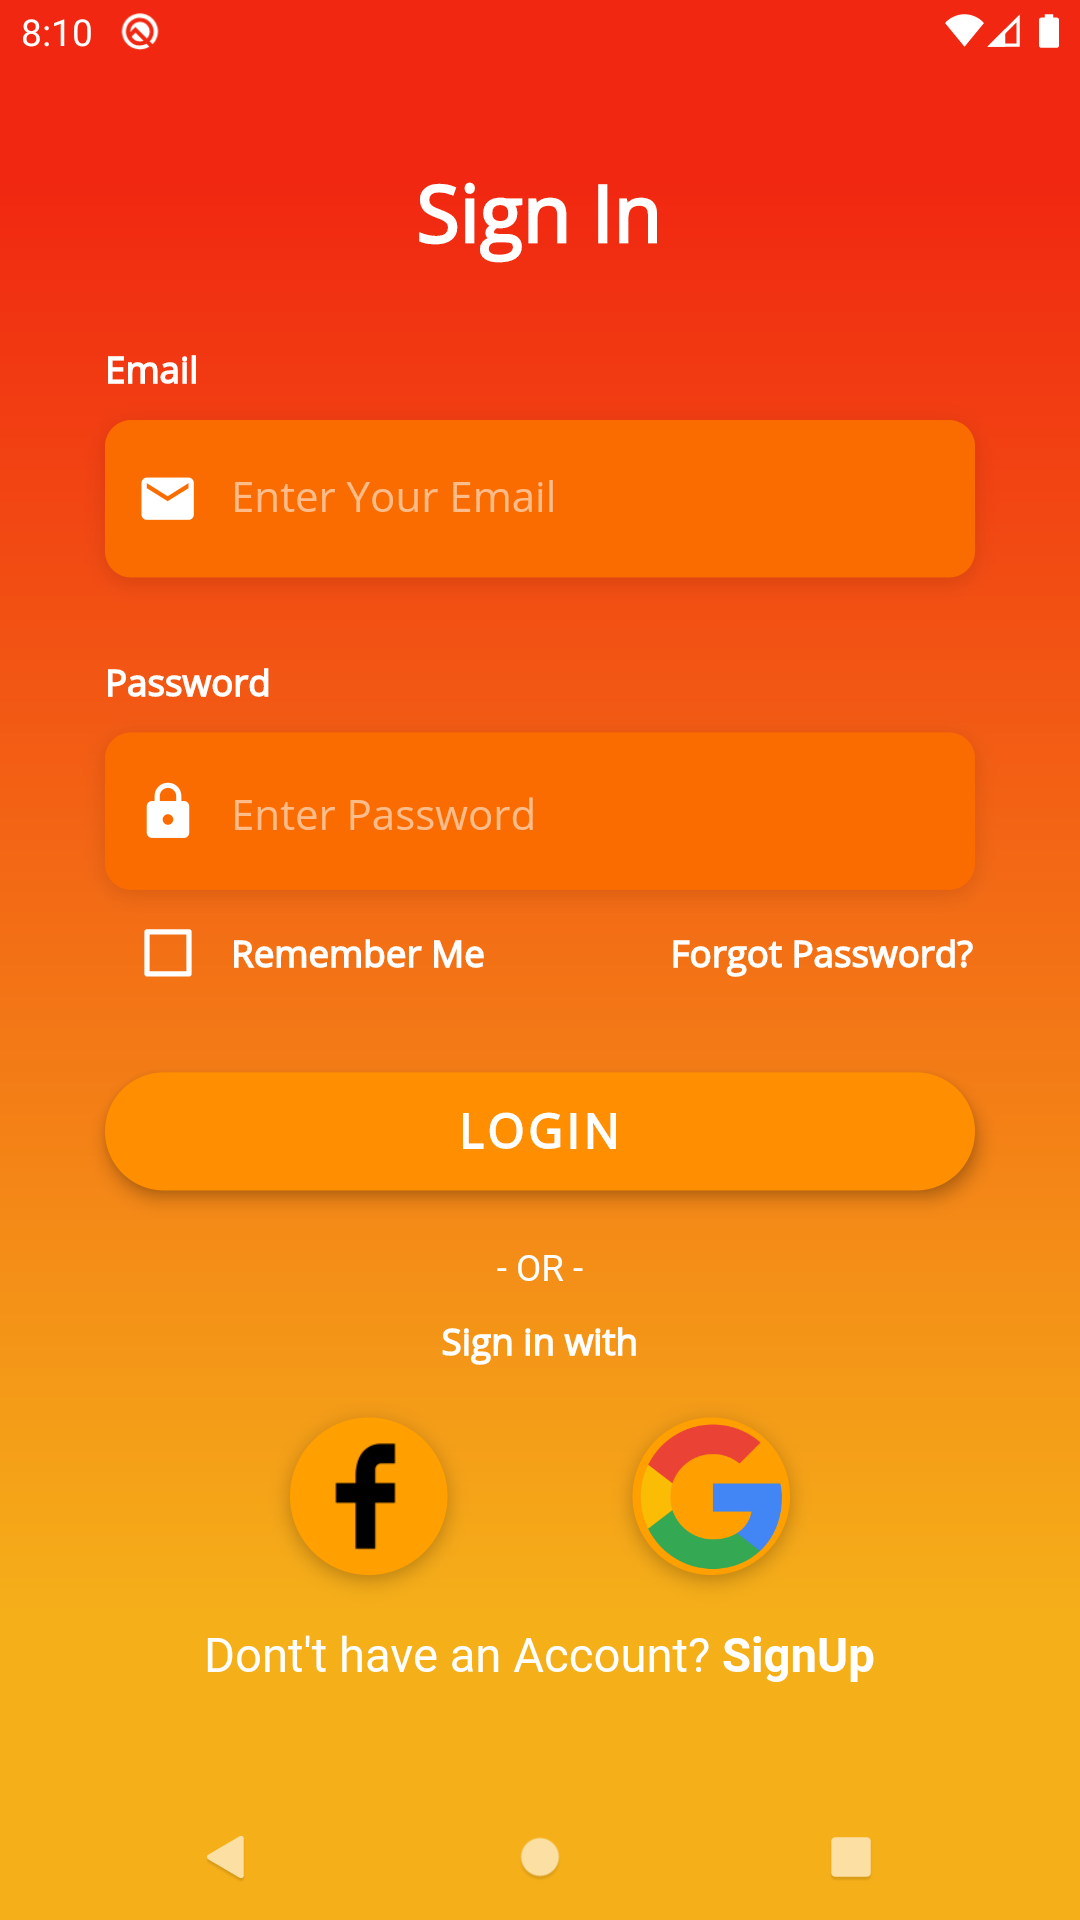 8:10
Sign In
Email
Enter Your Email
Password
Enter Password
Remember Me Forgot Password?
LOGIN
- OR -
Sign in with
Dont't have an Account? SignUp